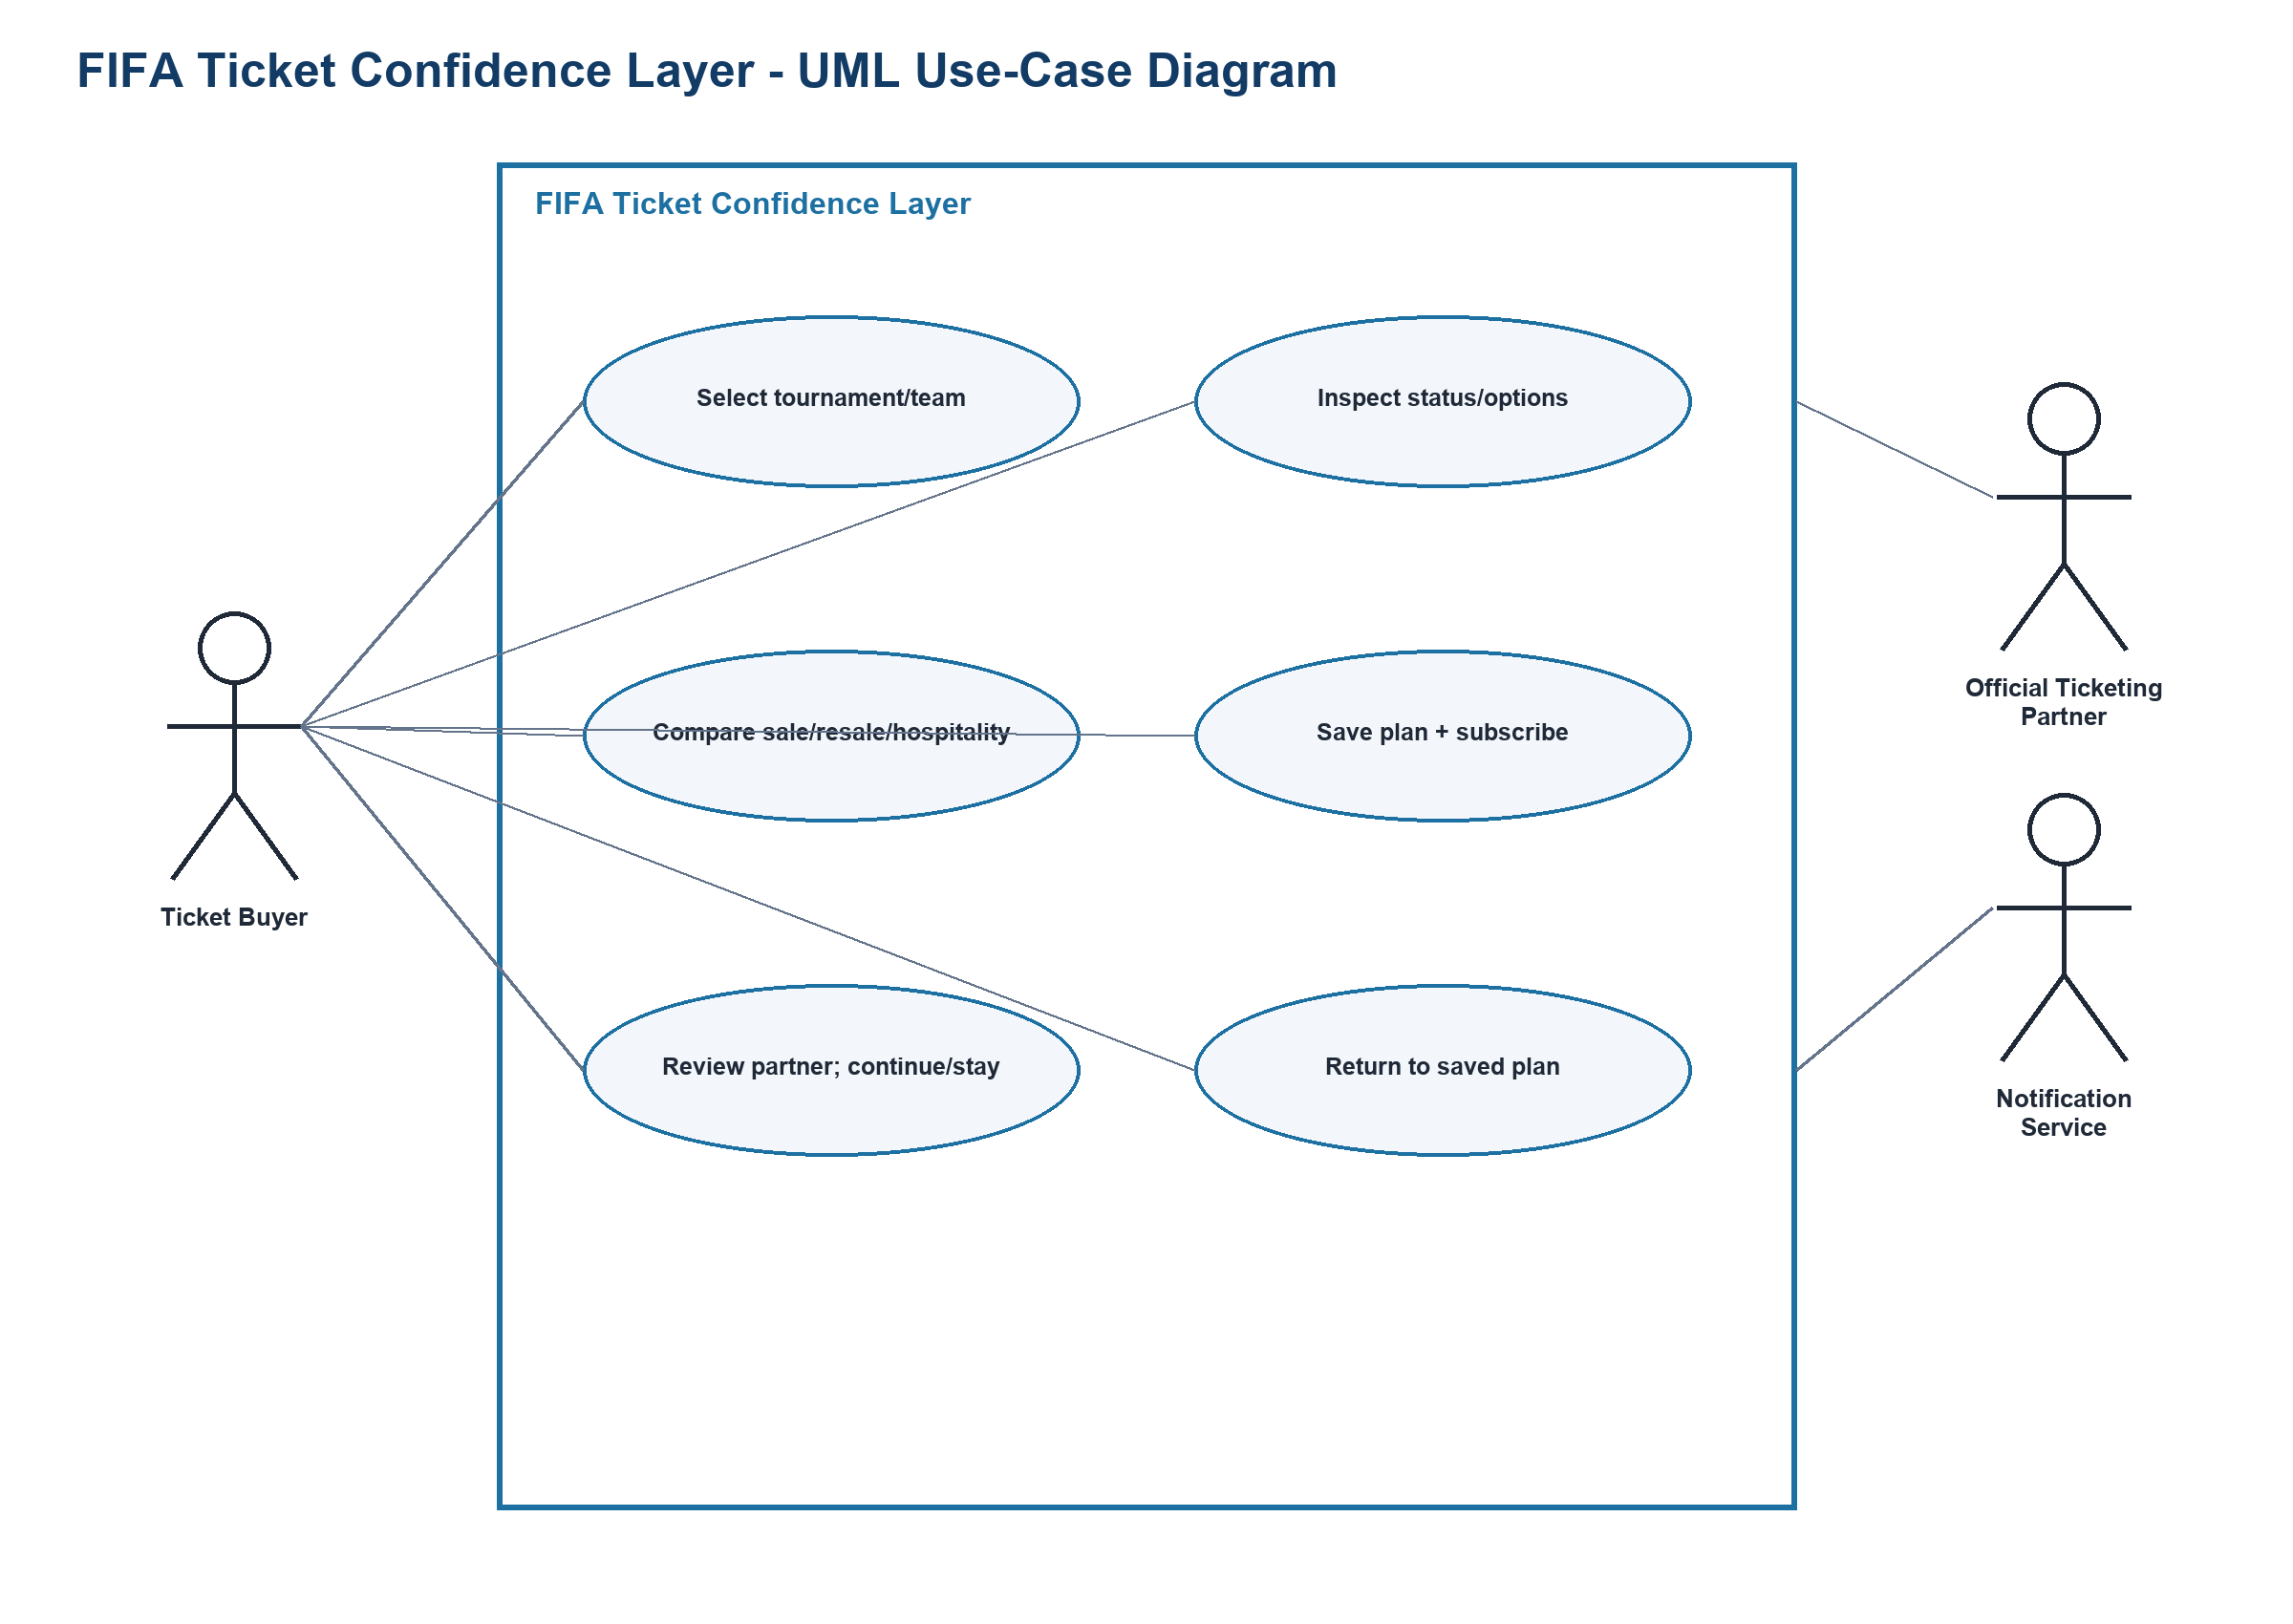 FIFA Ticket Confidence Layer - UML Use-Case Diagram
FIFA Ticket Confidence Layer
Select tournament/team
Inspect status/options
Compare sale/resale/hospitality
Save plan + subscribe
Review partner; continue/stay
Return to saved plan
Ticket Buyer
Official Ticketing
Partner
Notification
Service